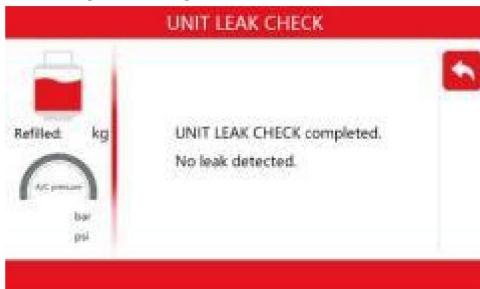 UNIT LEAK CHECK
Refilled: kg
UNIT LEAK CHECK completed.
No leak detected.
A/C pressure
bar
psi